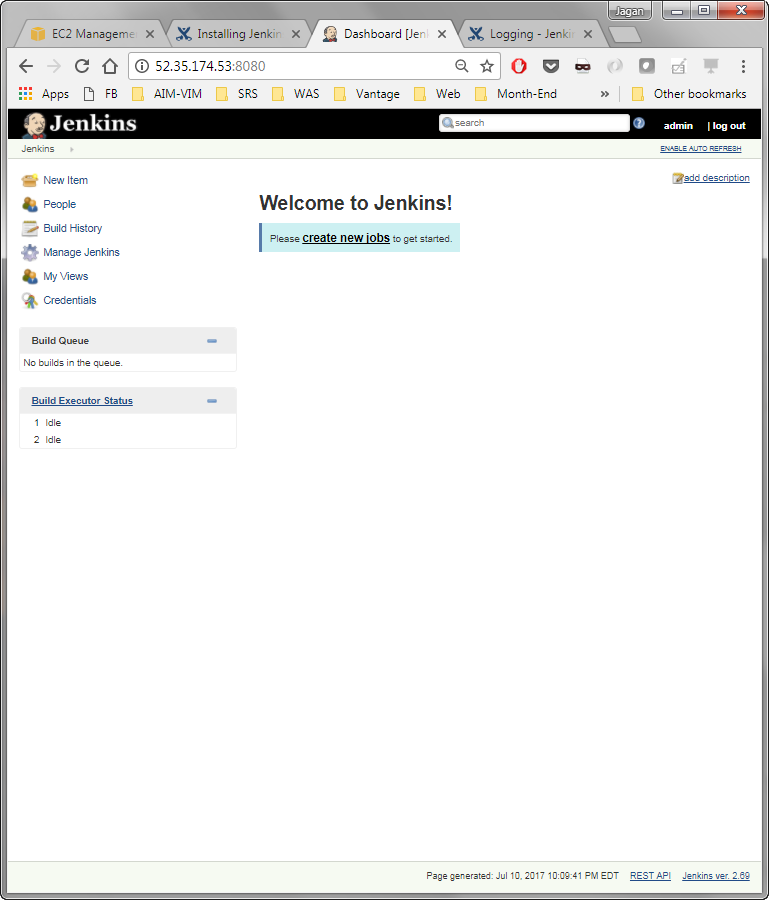 Jagan
EC2 Manageme
Installing Jenkin
Dashboard [Jenk
Logging - Jenkin
52.35.174.53:8080
Apps FB AIM-VIM SRS WAS Vantage Web Month-End » Other bookmarks
Jenkins
search
admin | log out
Jenkins
ENABLE AUTO REFRESH
add description
New Item
People
Build History
Manage Jenkins
My Views
Credentials
Welcome to Jenkins!
Please create new jobs to get started.
Build Queue
No builds in the queue.
Build Executor Status
1 Idle
2 Idle
Page generated: Jul 10, 2017 10:09:41 PM EDT REST API Jenkins ver. 2.69